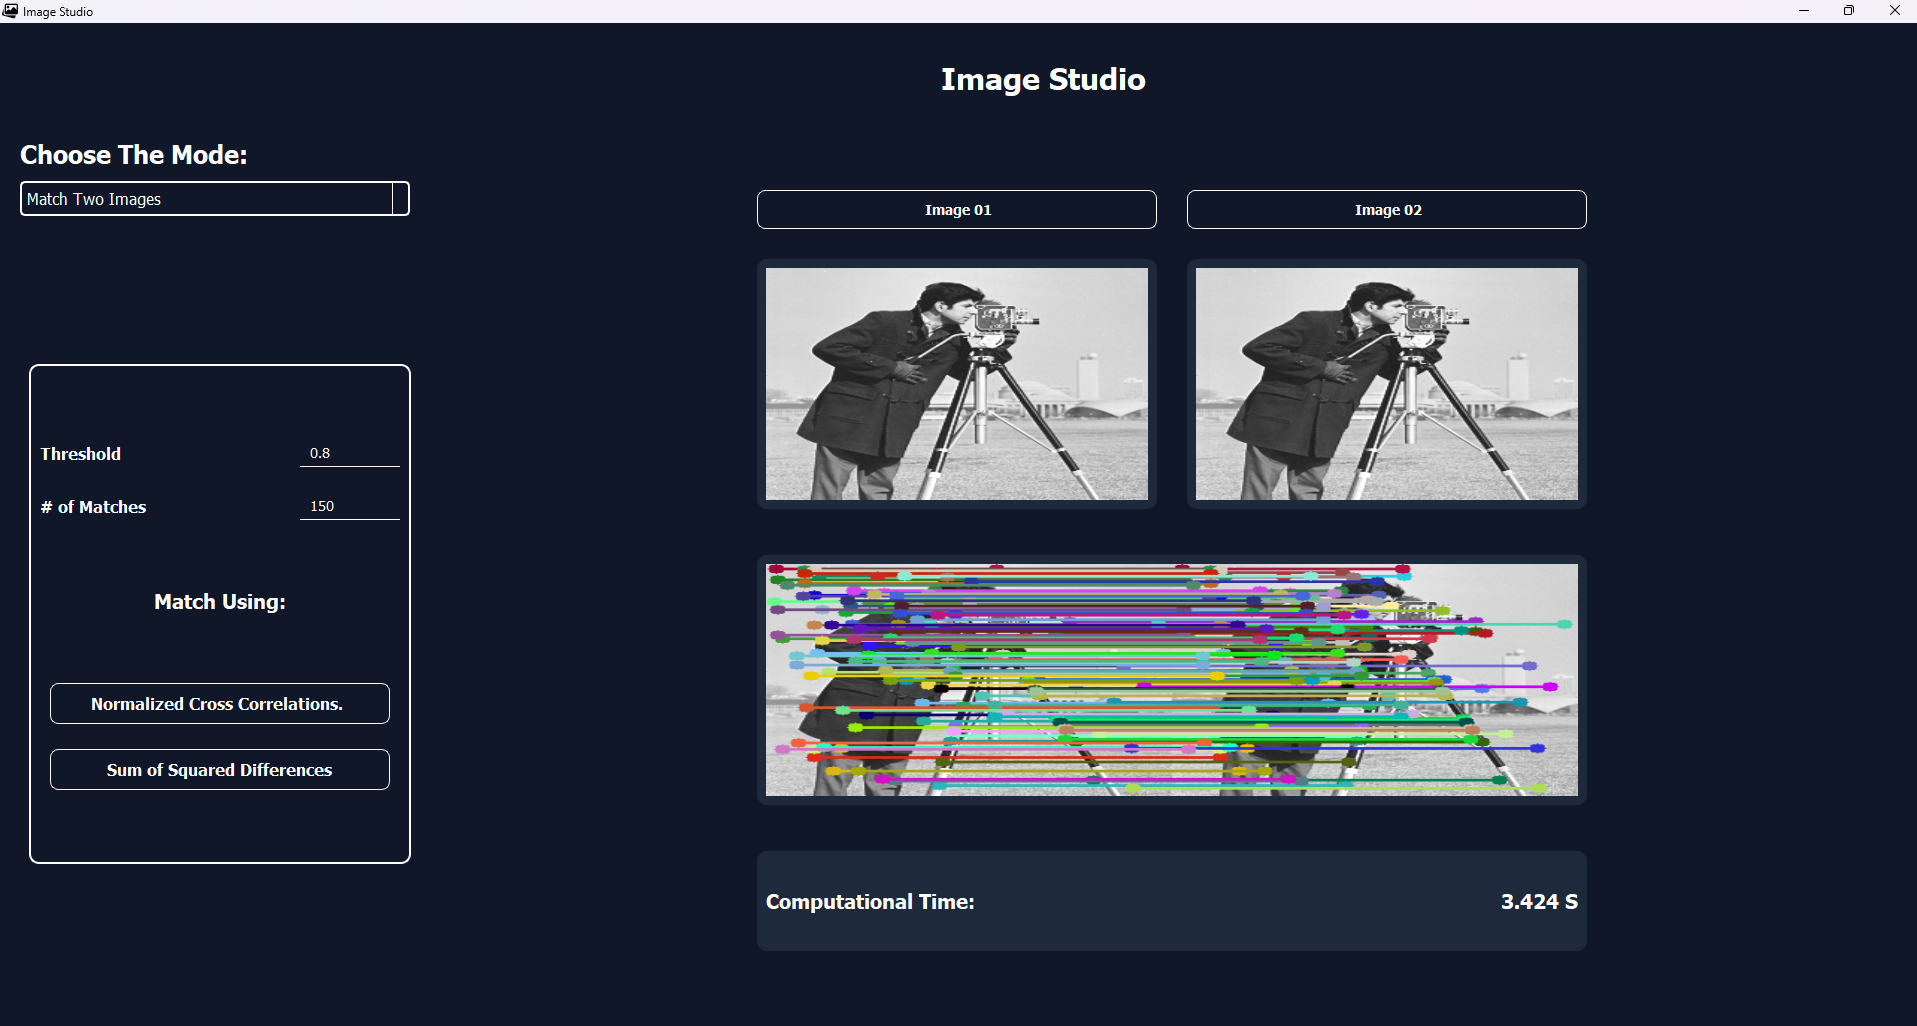 Image Studio
Image Studio
Choose The Mode:
Match Two Images
Image 01
Image 02
Threshold
0.8
# of Matches
150
Match Using:
Normalized Cross Correlations.
Sum of Squared Differences
Computational Time:
3.424 S